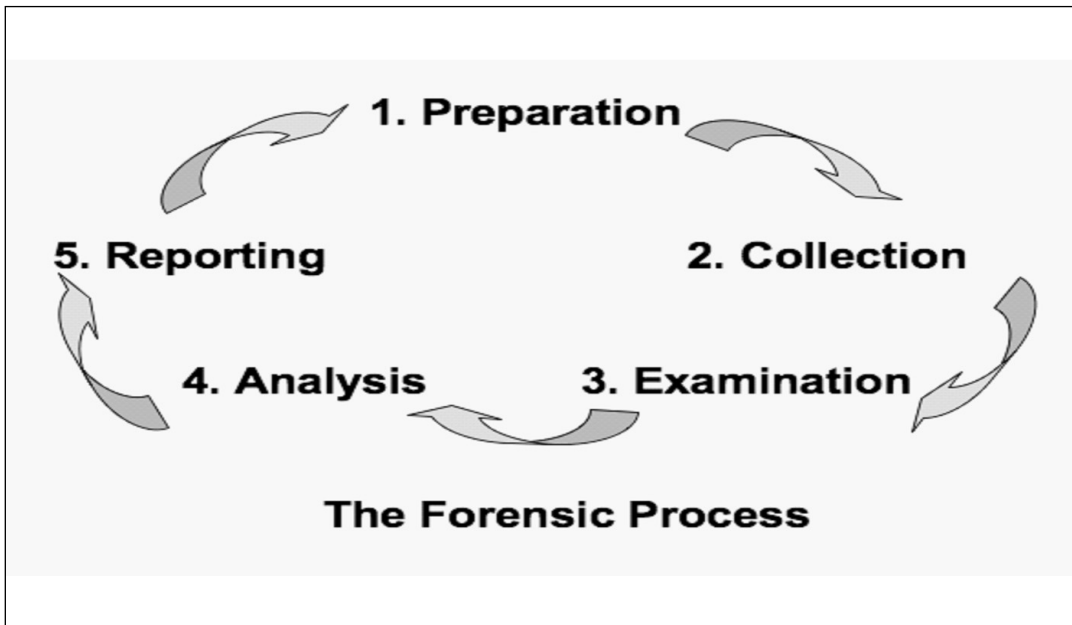 1. Preparation
2. Collection
3. Examination
4. Analysis
5. Reporting
The Forensic Process